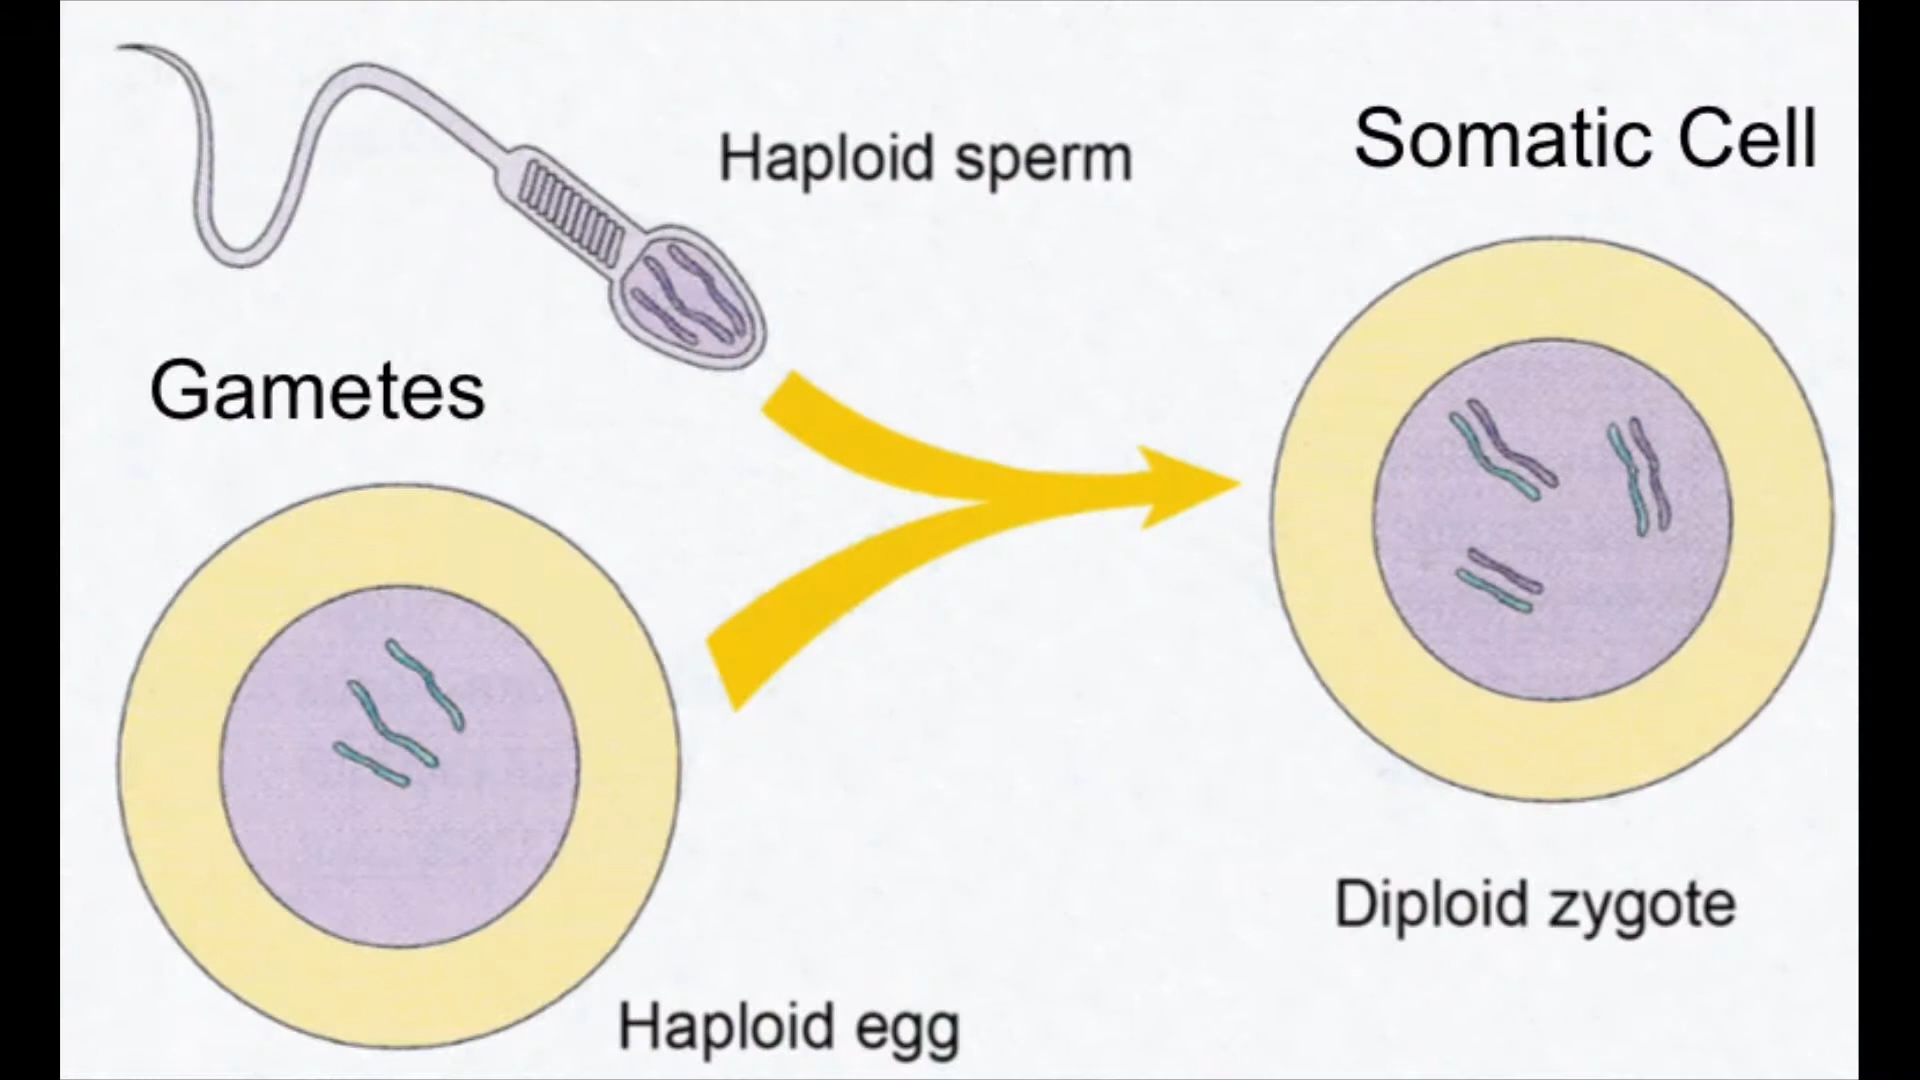 Haploid sperm
Somatic Cell
Gametes
Diploid zygote
Haploid egg